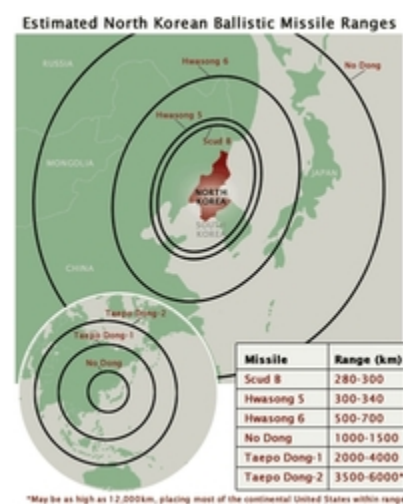 Estimated North Korean Ballistic Missile Ranges
RUSSIA
Hwasong 6
No Dong
Hwasong 5
Scud B
MONGOLIA
JAPAN
NORTH
KOREA
SOUTH
KOREA
CHINA
Taepo Dong-2
Taepo Dong-1
No Dong
Missile Range (km)
Scud B 280-300
Hwasong 5 300-340
Hwasong 6 500-700
No Dong 1000-1500
Taepo Dong-1 2000-4000
Taepo Dong-2 3500-6000*
*May be as high as 12,000km, placing most of the continental United States within range